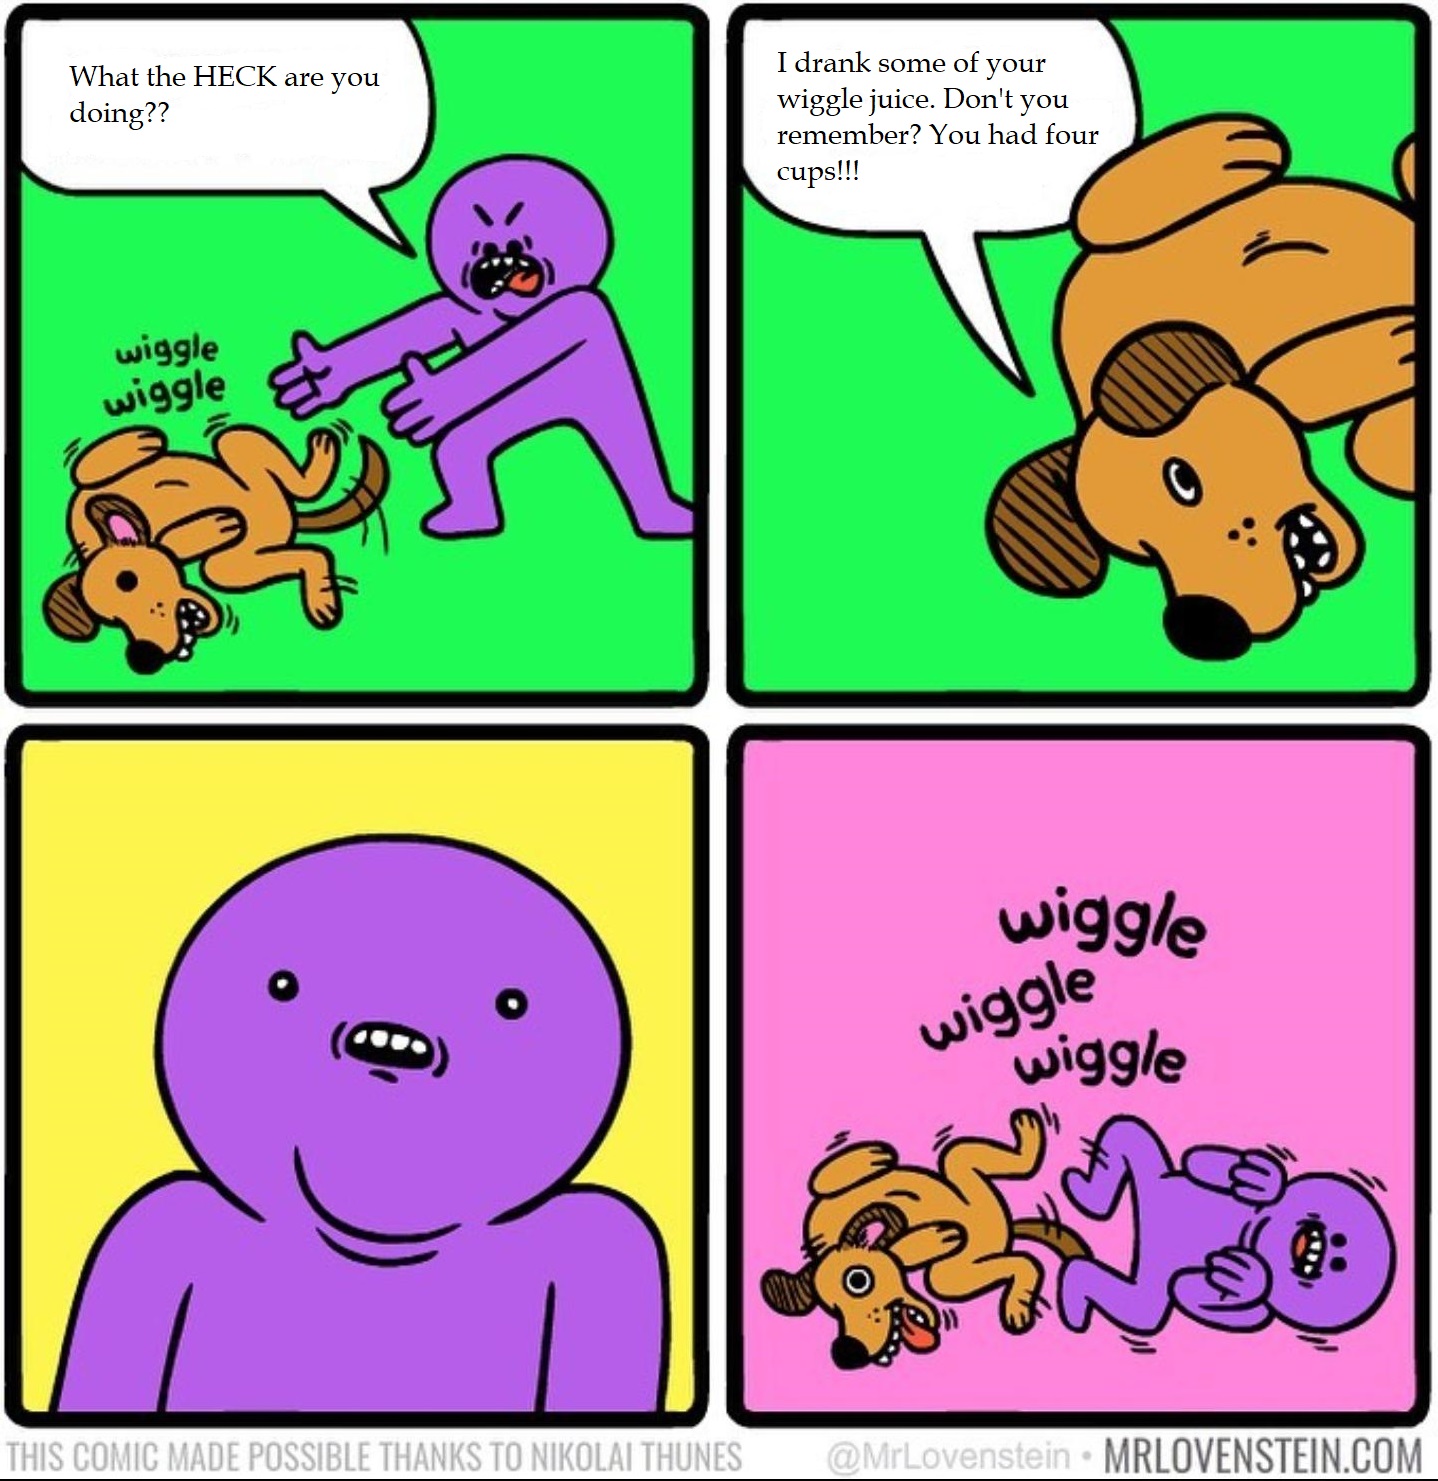 What the HECK are you
doing??
wiggle
wiggle
I drank some of your
wiggle juice. Don't you
remember? You had four
cups!!!
wiggle
wiggle
wiggle
THIS COMIC MADE POSSIBLE THANKS TO NIKOLAI THUNES
@MrLovenstein • MRLOVENSTEIN.COM